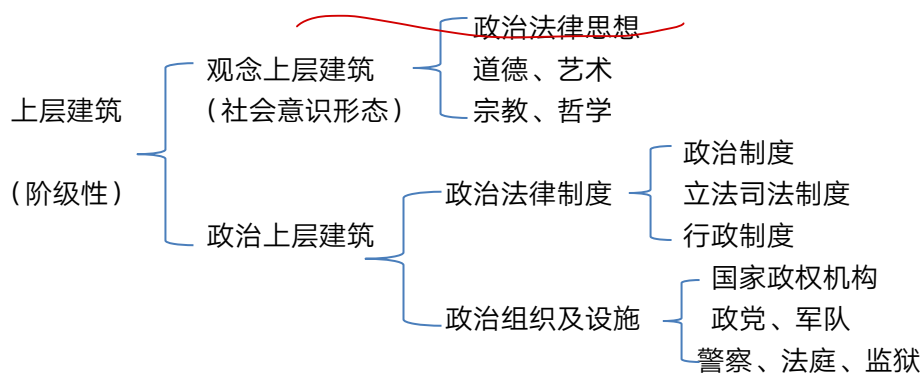 上层建筑
(阶级性)
观念上层建筑
(社会意识形态)
政治法律思想
道德、艺术
宗教、哲学
政治上层建筑
政治法律制度
政治制度
立法司法制度
行政制度
政治组织及设施
国家政权机构
政党、军队
警察、法庭、监狱